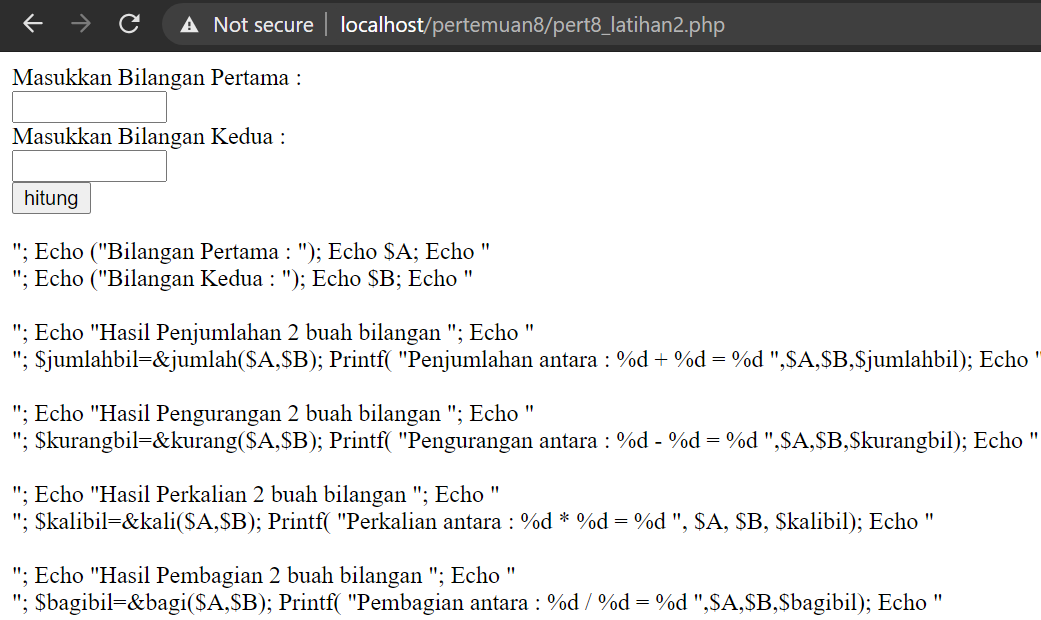 Not secure | localhost/pertemuan8/pert8_latihan2.php
Masukkan Bilangan Pertama :
Masukkan Bilangan Kedua :
hitung
"; Echo ("Bilangan Pertama : "); Echo $A; Echo "
"; Echo ("Bilangan Kedua : "); Echo $B; Echo "
"; Echo "Hasil Penjumlahan 2 buah bilangan "; Echo "
"; $jumlahbil=&jumlah($A,$B); Printf( "Penjumlahan antara : %d + %d = %d ",$A,$B,$jumlahbil); Echo "
"; Echo "Hasil Pengurangan 2 buah bilangan "; Echo "
"; $kurangbil=&kurang($A,$B); Printf( "Pengurangan antara : %d - %d = %d ",$A,$B,$kurangbil); Echo "
"; Echo "Hasil Perkalian 2 buah bilangan "; Echo "
"; $kalibil=&kali($A,$B); Printf( "Perkalian antara : %d * %d = %d ", $A, $B, $kalibil); Echo "
"; Echo "Hasil Pembagian 2 buah bilangan "; Echo "
"; $bagibil=&bagi($A,$B); Printf( "Pembagian antara : %d / %d = %d ",$A,$B,$bagibil); Echo "